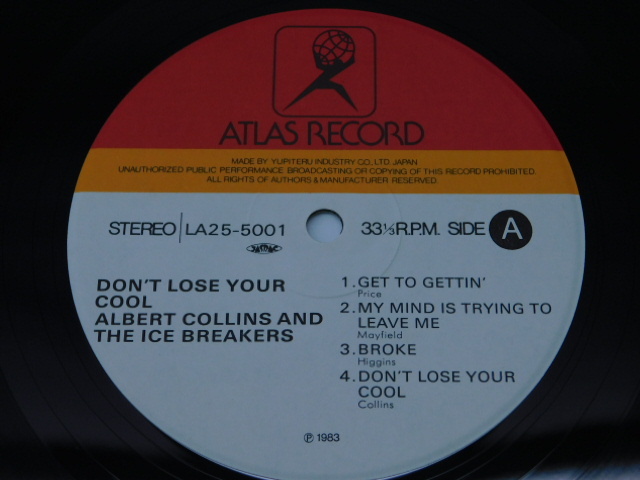 ATLAS RECORD
MADE BY YUPITERU INDUSTRY CO., LTD. JAPAN
UNAUTHORIZED PUBLIC PERFORMANCE BROADCASTING OR COPYING OF THIS RECORD PROHIBITED.
ALL RIGHTS OF AUTHORS & MANUFACTURER RESERVED.
STEREO LA25-5001
33⅓ R.P.M. SIDE A
DON'T LOSE YOUR
COOL
ALBERT COLLINS AND
THE ICE BREAKERS
1. GET TO GETTIN'
Price
2. MY MIND IS TRYING TO
LEAVE ME
Mayfield
3. BROKE
Higgins
4. DON'T LOSE YOUR
COOL
Collins
℗ 1983